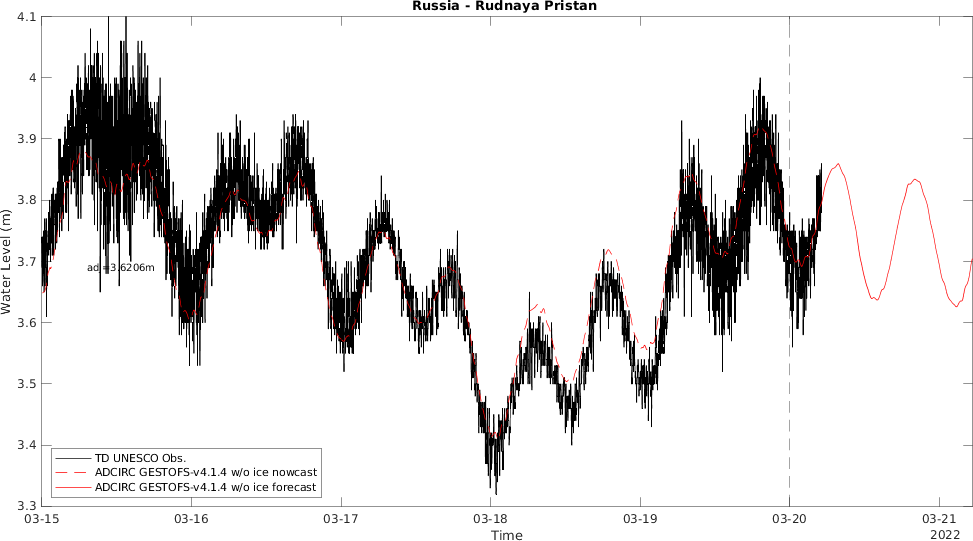 Russia - Rudnaya Pristan
4.1
4
3.9
3.8
3.7
3.6
3.5
3.4
3.3
Water Level (m)
adj=3.6206m
TD UNESCO Obs.
ADCIRC GESTOFS-v4.1.4 w/o ice nowcast
ADCIRC GESTOFS-v4.1.4 w/o ice forecast
03-15 03-16 03-17 03-18 03-19 03-20 03-21
Time
2022